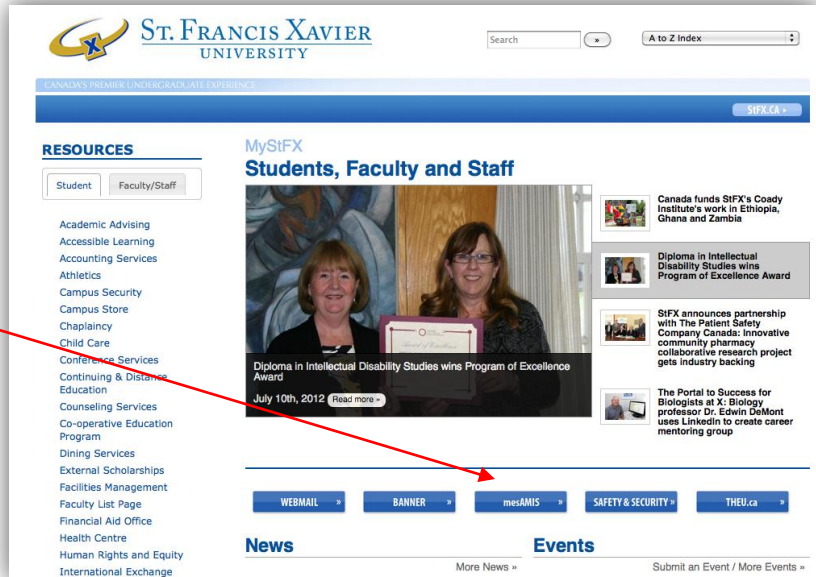 ST. FRANCIS XAVIER
UNIVERSITY
Search
»
A to Z Index
CANADA'S PREMIER UNDERGRADUATE EXPERIENCE
StFX.CA »
RESOURCES
Student
Faculty/Staff
Academic Advising
Accessible Learning
Accounting Services
Athletics
Campus Security
Campus Store
Chaplaincy
Child Care
Conference Services
Continuing & Distance
Education
Counseling Services
Co-operative Education
Program
Dining Services
External Scholarships
Facilities Management
Faculty List Page
Financial Aid Office
Health Centre
Human Rights and Equity
International Exchange
MyStFX
Students, Faculty and Staff
Diploma in Intellectual Disability Studies wins Program of Excellence
Award
July 10th, 2012 Read more »
Canada funds StFX's Coady
Institute's work in Ethiopia,
Ghana and Zambia
Diploma in Intellectual
Disability Studies wins
Program of Excellence Award
StFX announces partnership
with The Patient Safety
Company Canada: Innovative
community pharmacy
collaborative research project
gets industry backing
The Portal to Success for
Biologists at X: Biology
professor Dr. Edwin DeMont
uses LinkedIn to create career
mentoring group
WEBMAIL »
BANNER »
mesAMIS »
SAFETY & SECURITY »
THEU.ca »
News
More News »
Events
Submit an Event / More Events »